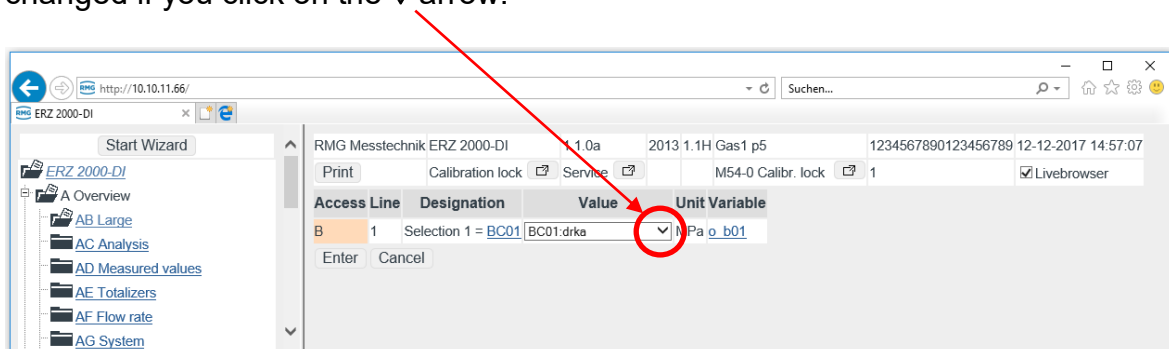 changed if you click on the ∨ arrow.
http://10.10.11.66/
Suchen...
RMG ERZ 2000-DI
Start Wizard
RMG Messtechnik ERZ 2000-DI 1.1.0a 2013 1.1H Gas1 p5 12345678901234567890 12-12-2017 14:57:07
ERZ 2000-DI
Print Calibration lock Service M54-0 Calibr. lock 1 Livebrowser
A Overview
Access Line Designation Value Unit Variable
AB Large
B 1 Selection 1 = BC01 BC01:drka MPa o_b01
AC Analysis
Enter Cancel
AD Measured values
AE Totalizers
AF Flow rate
AG System